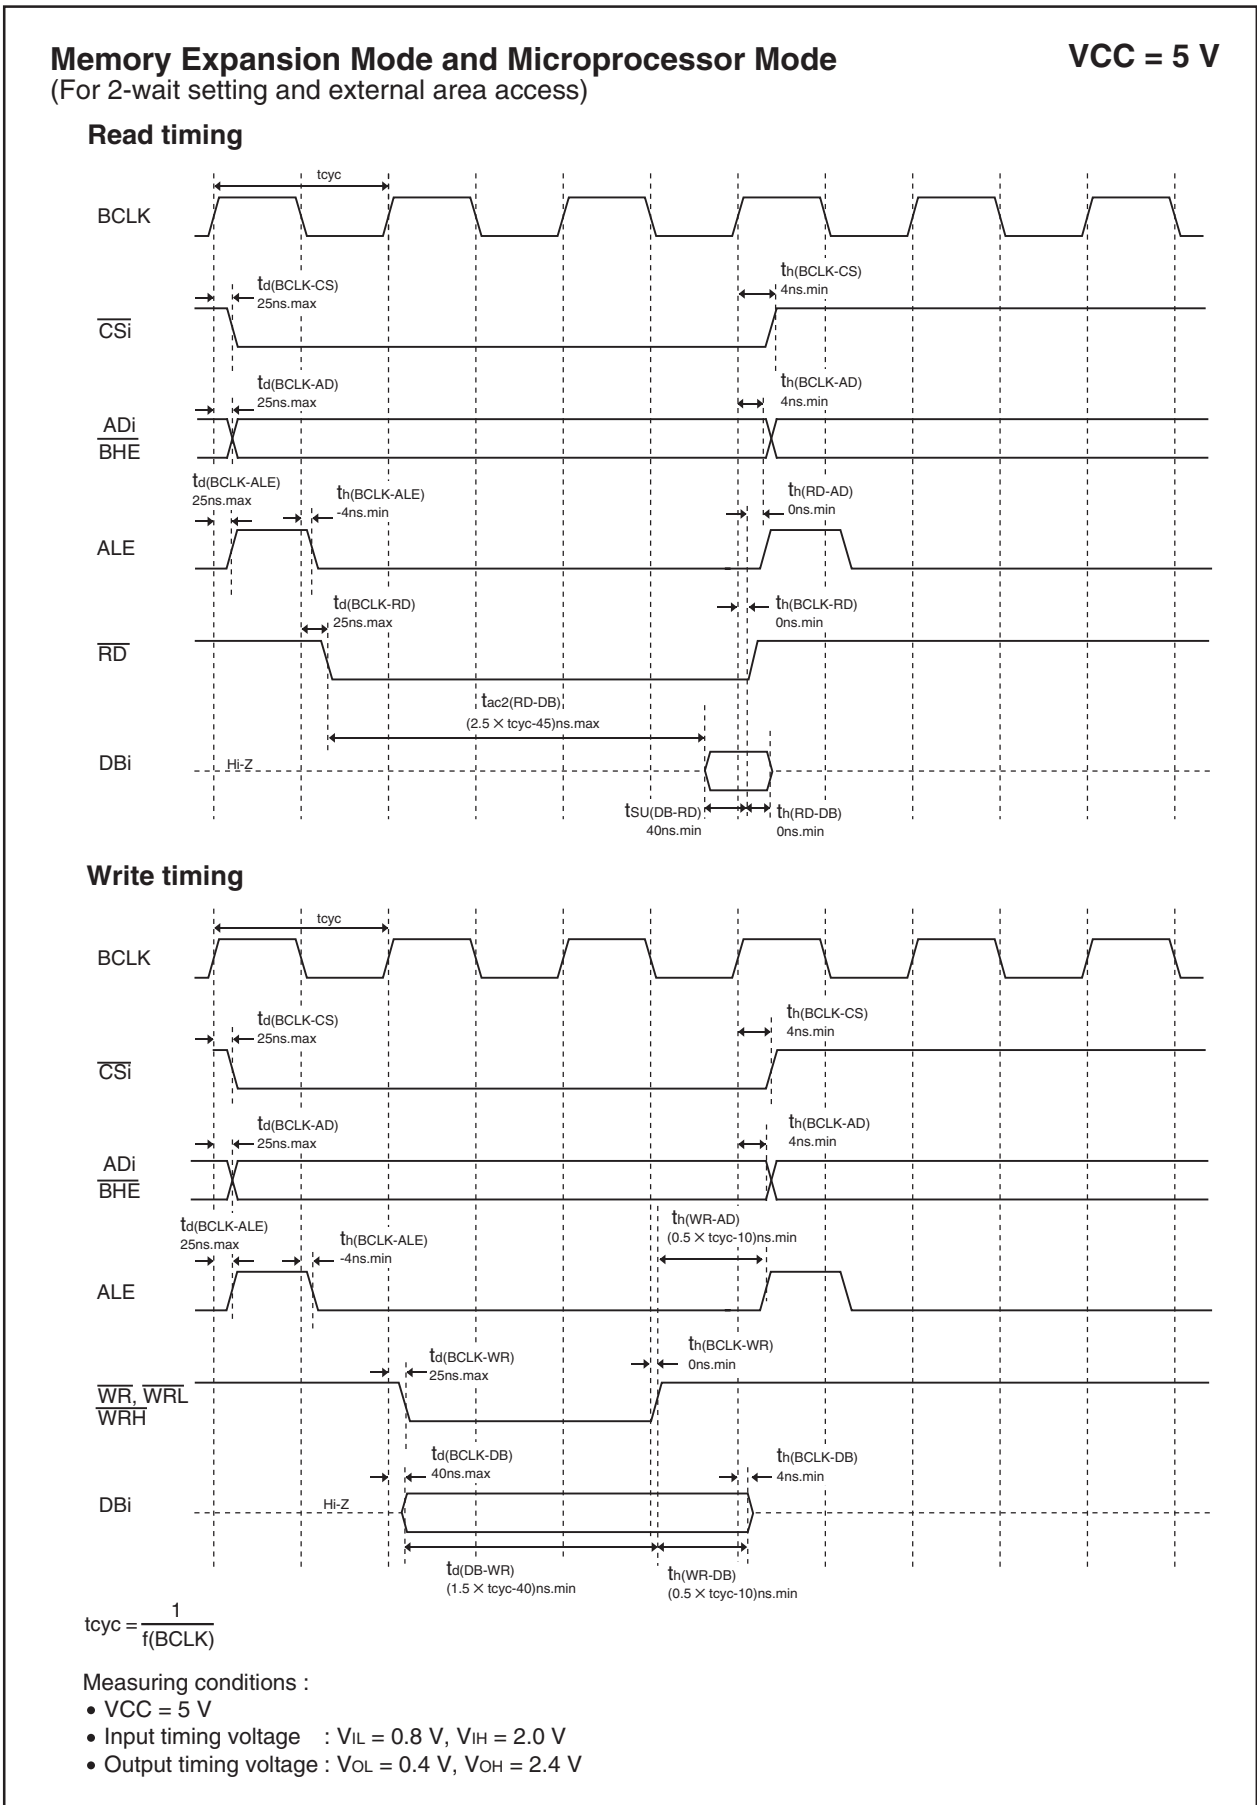 Memory Expansion Mode and Microprocessor Mode
VCC = 5 V
(For 2-wait setting and external area access)
Read timing
tcyc
BCLK
td(BCLK-CS)
25ns.max
th(BCLK-CS)
4ns.min
CSi
td(BCLK-AD)
25ns.max
th(BCLK-AD)
4ns.min
ADi
BHE
td(BCLK-ALE)
25ns.max
th(BCLK-ALE)
-4ns.min
th(RD-AD)
0ns.min
ALE
td(BCLK-RD)
25ns.max
th(BCLK-RD)
0ns.min
RD
tac2(RD-DB)
(2.5 × tcyc-45)ns.max
DBi
Hi-Z
tSU(DB-RD)
40ns.min
th(RD-DB)
0ns.min
Write timing
tcyc
BCLK
td(BCLK-CS)
25ns.max
th(BCLK-CS)
4ns.min
CSi
td(BCLK-AD)
25ns.max
th(BCLK-AD)
4ns.min
ADi
BHE
td(BCLK-ALE)
25ns.max
th(BCLK-ALE)
-4ns.min
th(WR-AD)
(0.5 × tcyc-10)ns.min
ALE
td(BCLK-WR)
25ns.max
th(BCLK-WR)
0ns.min
WR, WRL
WRH
td(BCLK-DB)
40ns.max
th(BCLK-DB)
4ns.min
DBi
Hi-Z
td(DB-WR)
(1.5 × tcyc-40)ns.min
th(WR-DB)
(0.5 × tcyc-10)ns.min
tcyc = 1
f(BCLK)
Measuring conditions :
• VCC = 5 V
• Input timing voltage : VIL = 0.8 V, VIH = 2.0 V
• Output timing voltage : VOL = 0.4 V, VOH = 2.4 V